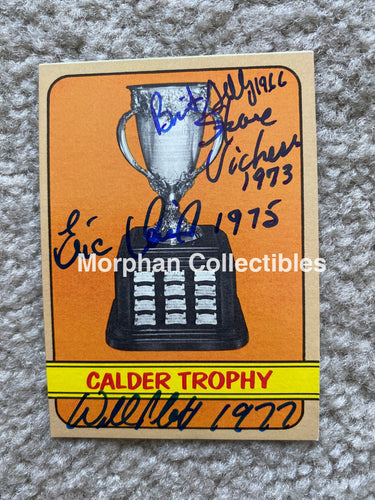 Brit Selby 1966
Steve
Vickers
1973
Eric Vail 1975
Morphan Collectibles
CALDER TROPHY
Willi Plett 1977